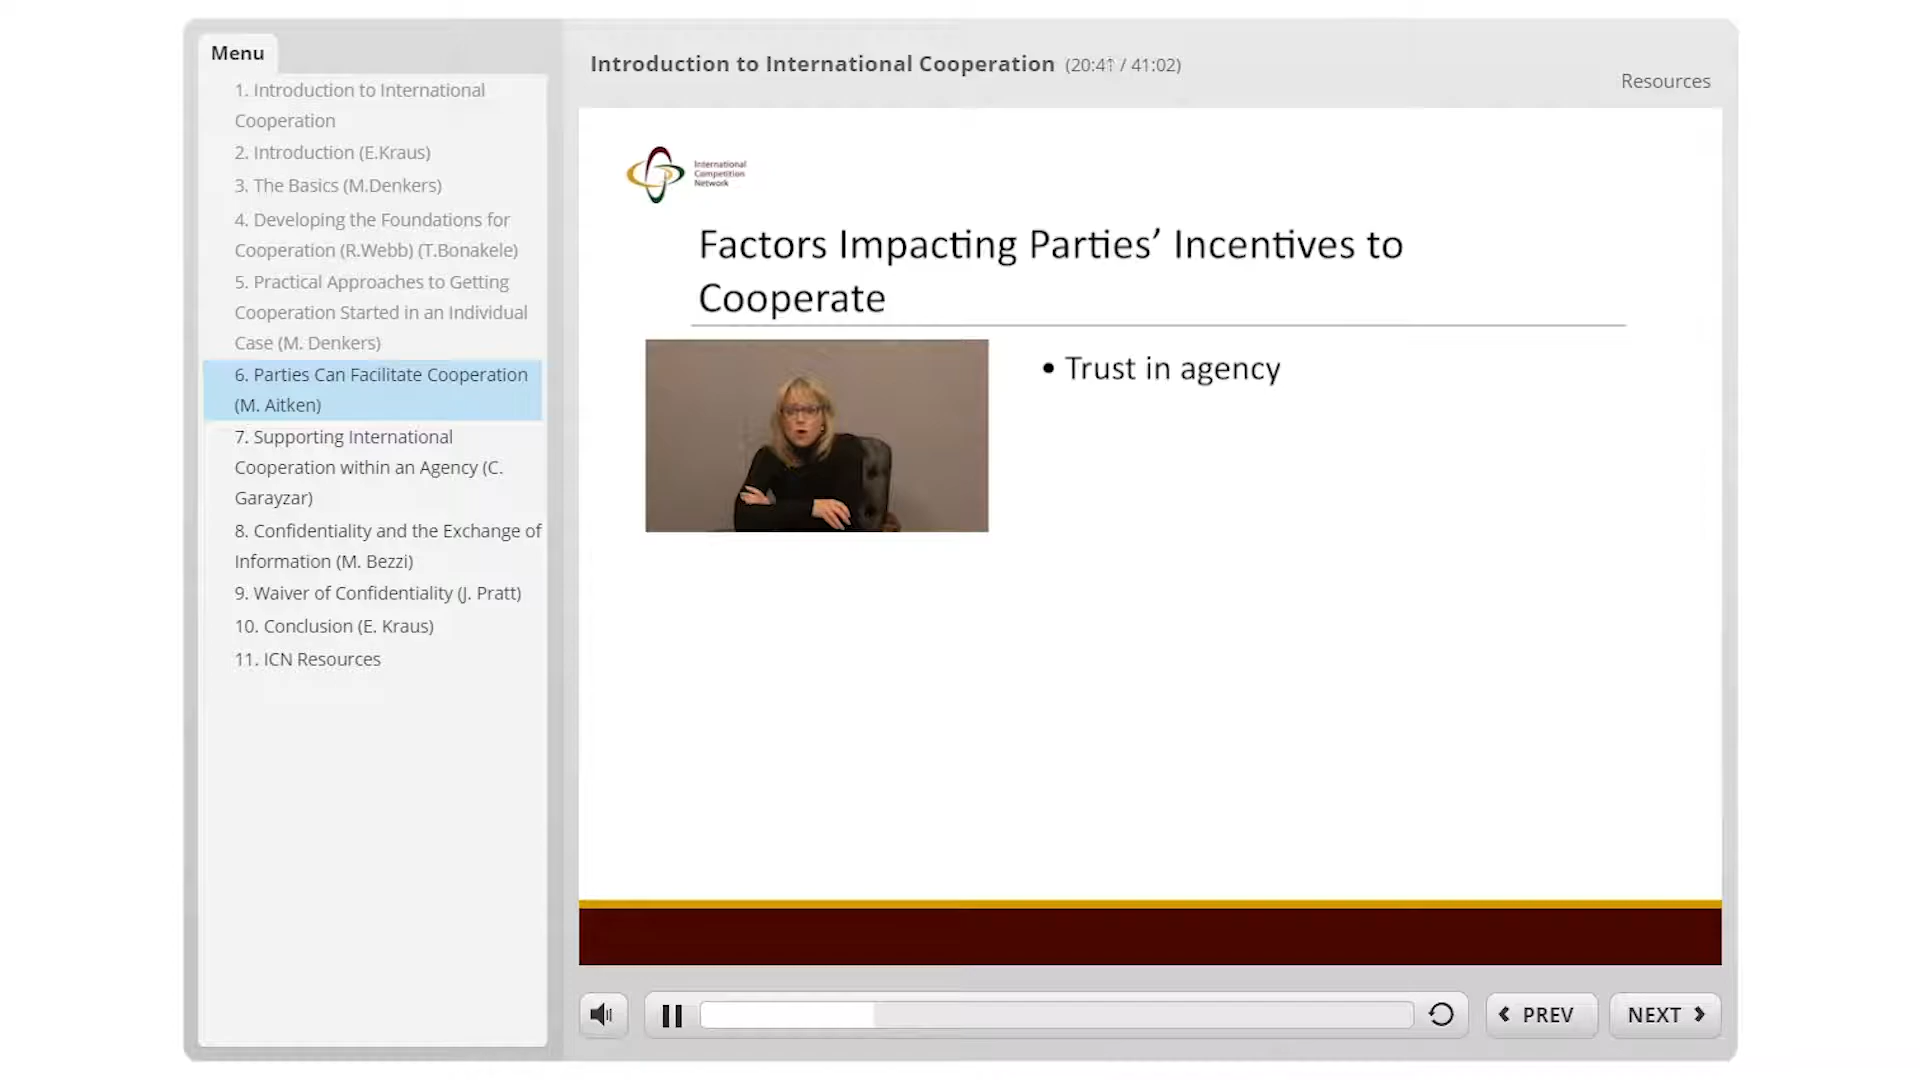 Menu
1. Introduction to International
Cooperation
2. Introduction (E.Kraus)
3. The Basics (M.Denkers)
4. Developing the Foundations for
Cooperation (R.Webb) (T.Bonakele)
5. Practical Approaches to Getting
Cooperation Started in an Individual
Case (M. Denkers)
6. Parties Can Facilitate Cooperation
(M. Aitken)
7. Supporting International
Cooperation within an Agency (C.
Garayzar)
8. Confidentiality and the Exchange of
Information (M. Bezzi)
9. Waiver of Confidentiality (J. Pratt)
10. Conclusion (E. Kraus)
11. ICN Resources
Introduction to International Cooperation (20:41 / 41:02)
Resources
International
Competition
Network
Factors Impacting Parties’ Incentives to
Cooperate
• Trust in agency
PREV
NEXT